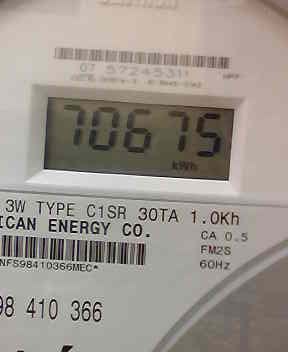 07 57245311
70675
kWh
3W TYPE C1SR 30TA 1.0Kh
ICAN ENERGY CO.
CA 0.5
FM2S
NFS98410366MEC*
60Hz
98 410 366